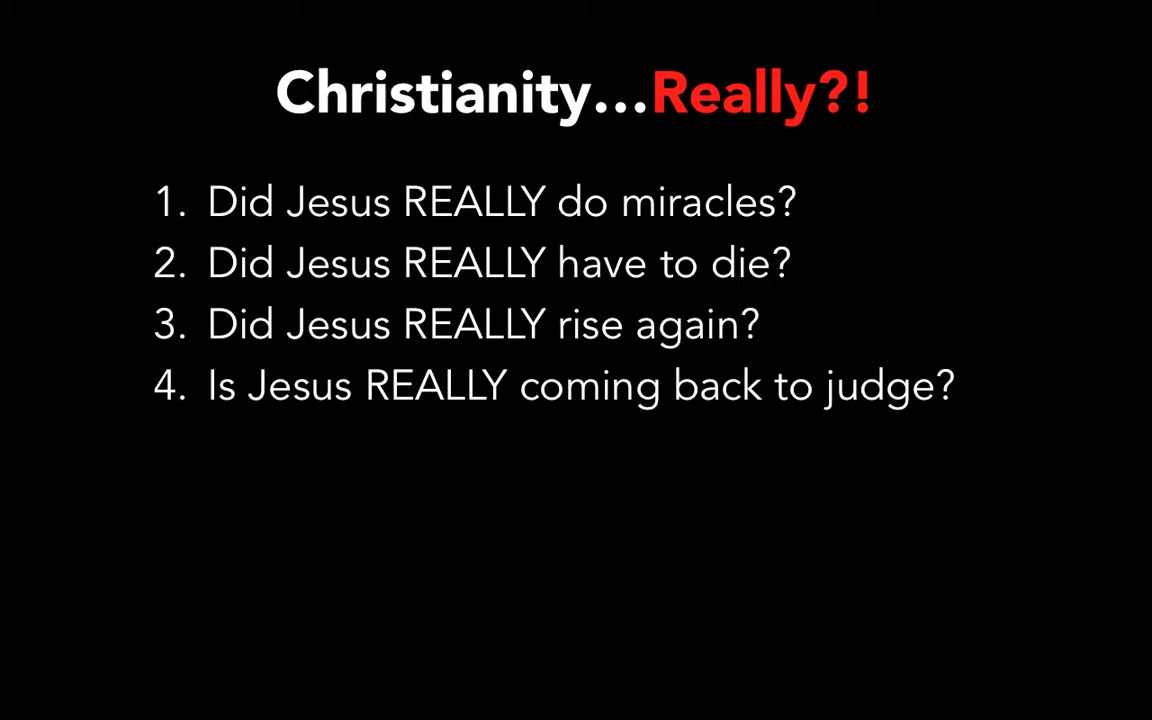 Christianity...Really?!
1. Did Jesus REALLY do miracles?
2. Did Jesus REALLY have to die?
3. Did Jesus REALLY rise again?
4. Is Jesus REALLY coming back to judge?